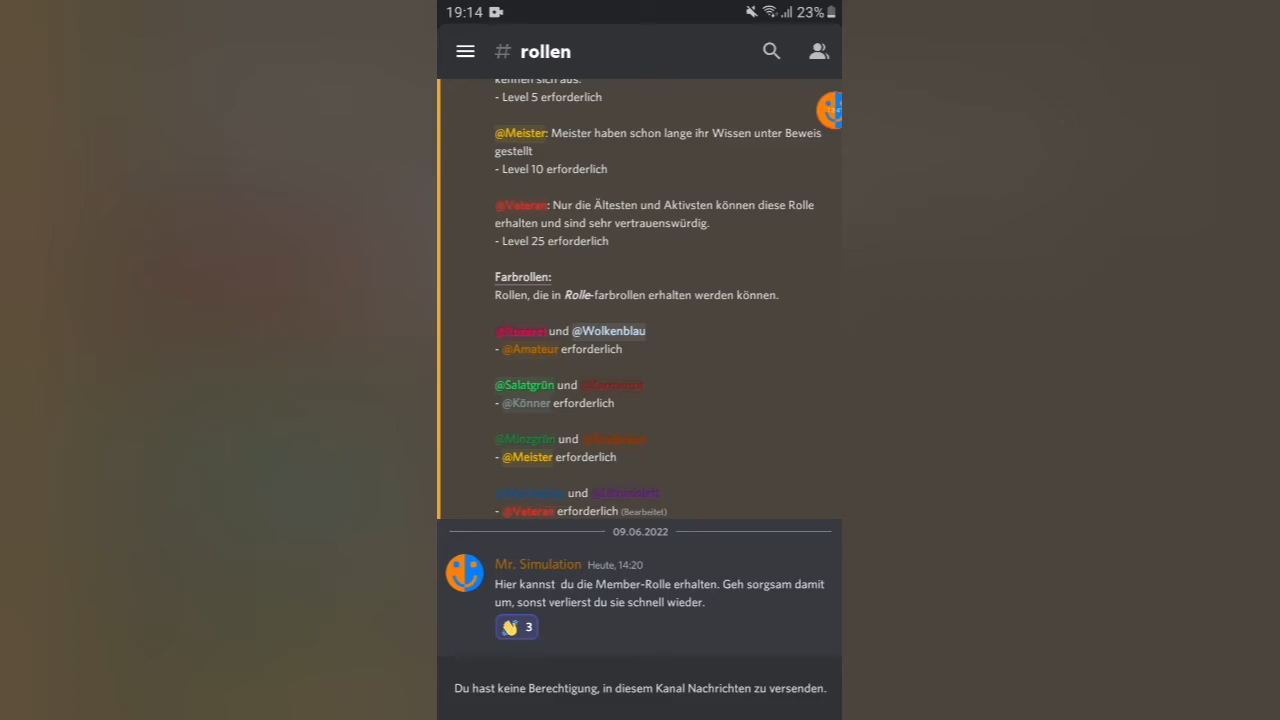 19:14 23%
# rollen
kennen sich aus.
- Level 5 erforderlich
@Meister: Meister haben schon lange ihr Wissen unter Beweis
gestellt
- Level 10 erforderlich
@Veteran: Nur die Ältesten und Aktivsten können diese Rolle
erhalten und sind sehr vertrauenswürdig.
- Level 25 erforderlich
Farbrollen:
Rollen, die in Rolle-farbrollen erhalten werden können.
und @Wolkenblau
- @Amateur erforderlich
@Salatgrün und
- @Könner erforderlich
@Minzgrün und
- @Meister erforderlich
und
- @Veteran erforderlich (Bearbeitet)
09.06.2022
Mr. Simulation Heute, 14:20
Hier kannst du die Member-Rolle erhalten. Geh sorgsam damit
um, sonst verlierst du sie schnell wieder.
3
Du hast keine Berechtigung, in diesem Kanal Nachrichten zu versenden.